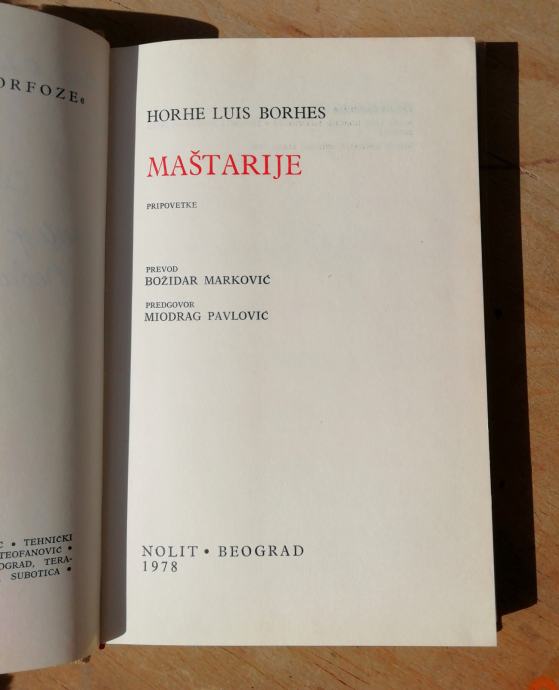 ORFOZE
HORHE LUIS BORHES
MAŠTARIJE
PRIPOVETKE
PREVOD
BOŽIDAR MARKOVIĆ
PREDGOVOR
MIODRAG PAVLOVIĆ
• TEHNIČKI
TEOFANOVIĆ •
OGRAD, TERA-
SUBOTICA •
NOLIT • BEOGRAD
1978